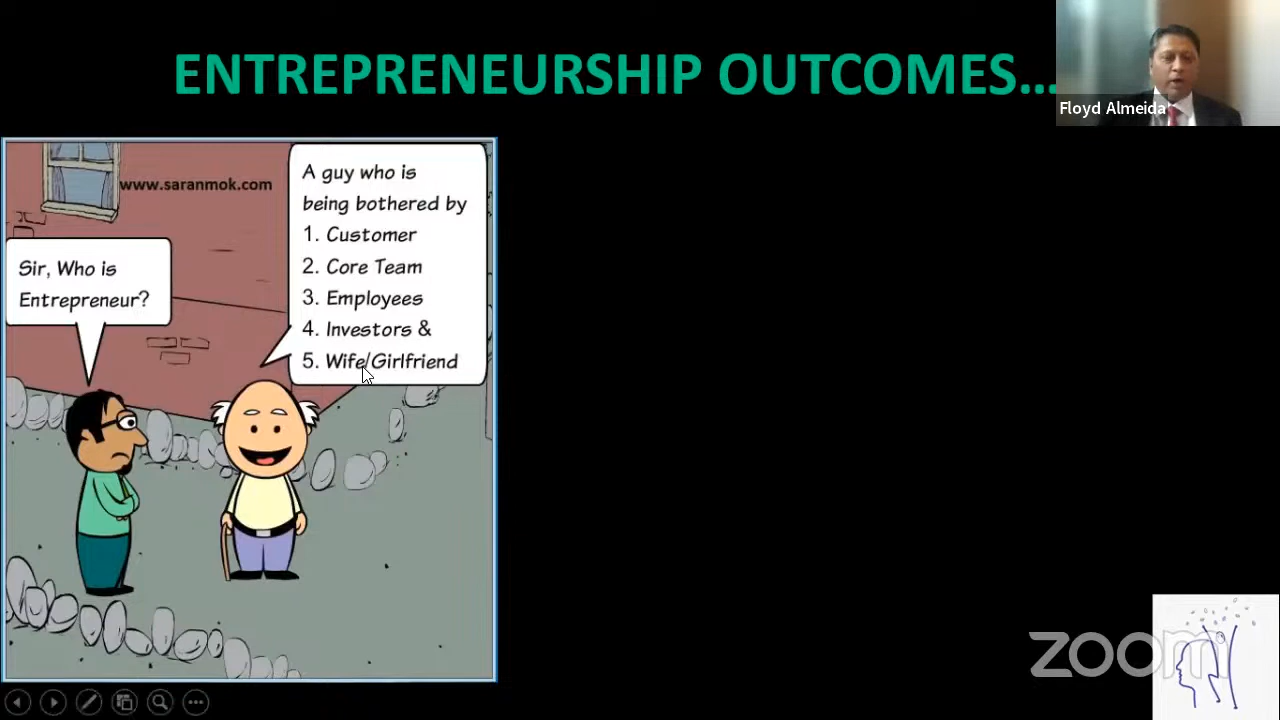 ENTREPRENEURSHIP OUTCOMES...
Floyd Almeida
www.saranmok.com
A guy who is
being bothered by
1. Customer
2. Core Team
3. Employees
4. Investors &
5. Wife/Girlfriend
Sir, Who is
Entrepreneur?
zoom